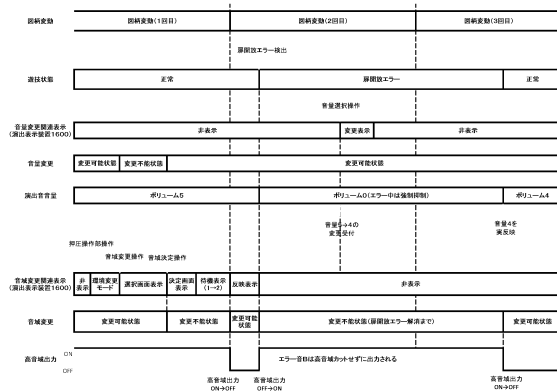 図柄変動
図柄変動(1回目)
図柄変動(2回目)
図柄変動(3回目)
扉開放エラー検出
遊技状態
正常
扉開放エラー
正常
音量選択操作
音量変更関連表示
(演出表示装置1600)
非表示
変更表示
非表示
音量変更
変更可能状態
変更不能状態
変更可能状態
演出音音量
ボリューム5
ボリューム0(エラー中は強制抑制)
ボリューム4
音量5→4の
変更受付
音量4を
実反映
押圧操作部操作
音域変更操作
音域決定操作
音域変更関連表示
(演出表示装置1600)
非
表示
環境変更
モード
選択画面表示
決定画面
表示
待機表示
(1→2)
反映表示
非表示
音域変更
変更可能状態
変更不能状態
変更可能
状態
変更不能状態(扉開放エラー解消まで)
変更可能状態
高音域出力
ON
OFF
エラー音Bは高音域カットせずに出力される
高音域出力
ON→OFF
高音域出力
OFF→ON
高音域出力
ON→OFF